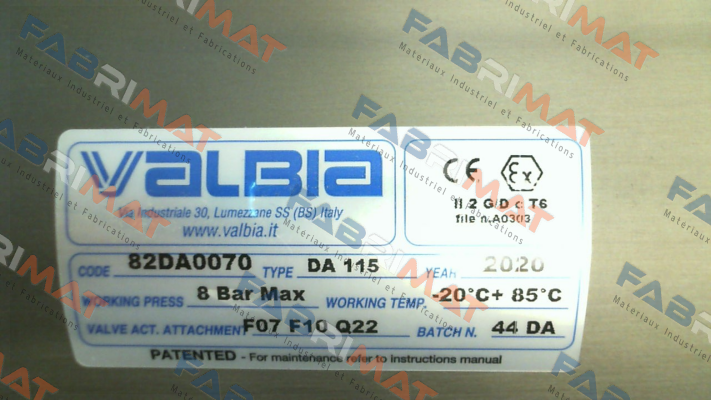 VALBIA
Via Industriale 30, Lumezzane SS (BS) Italy
www.valbia.it
CE Ex
II 2 G/D c T6
file n.A0303
CODE 82DA0070 TYPE DA 115 YEAR 2020
WORKING PRESS 8 Bar Max WORKING TEMP. -20°C+ 85°C
VALVE ACT. ATTACHMENT F07 F10 Q22 BATCH N. 44 DA
PATENTED - For maintenance refer to instructions manual
FABRIMAT
Materiaux Industriel et Fabrications